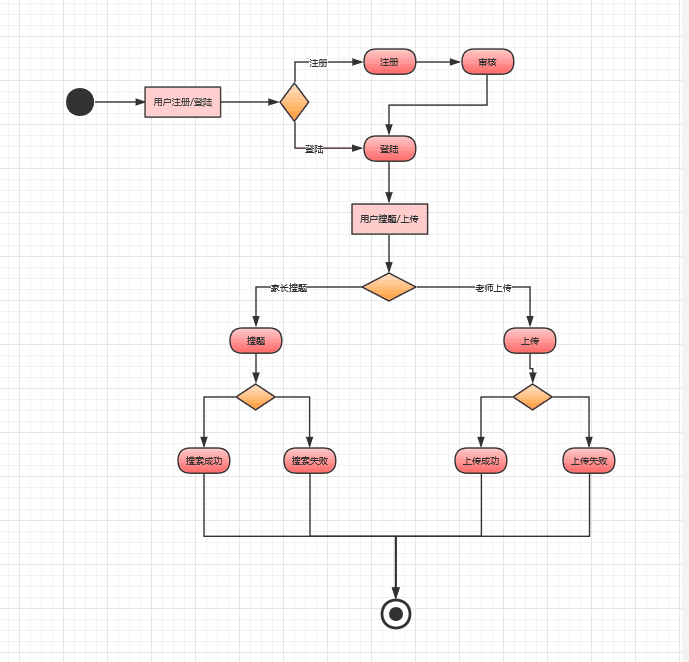 注册
注册
审核
用户注册/登陆
登陆
登陆
用户搜题/上传
家长搜题
老师上传
搜题
上传
搜索成功
搜索失败
上传成功
上传失败